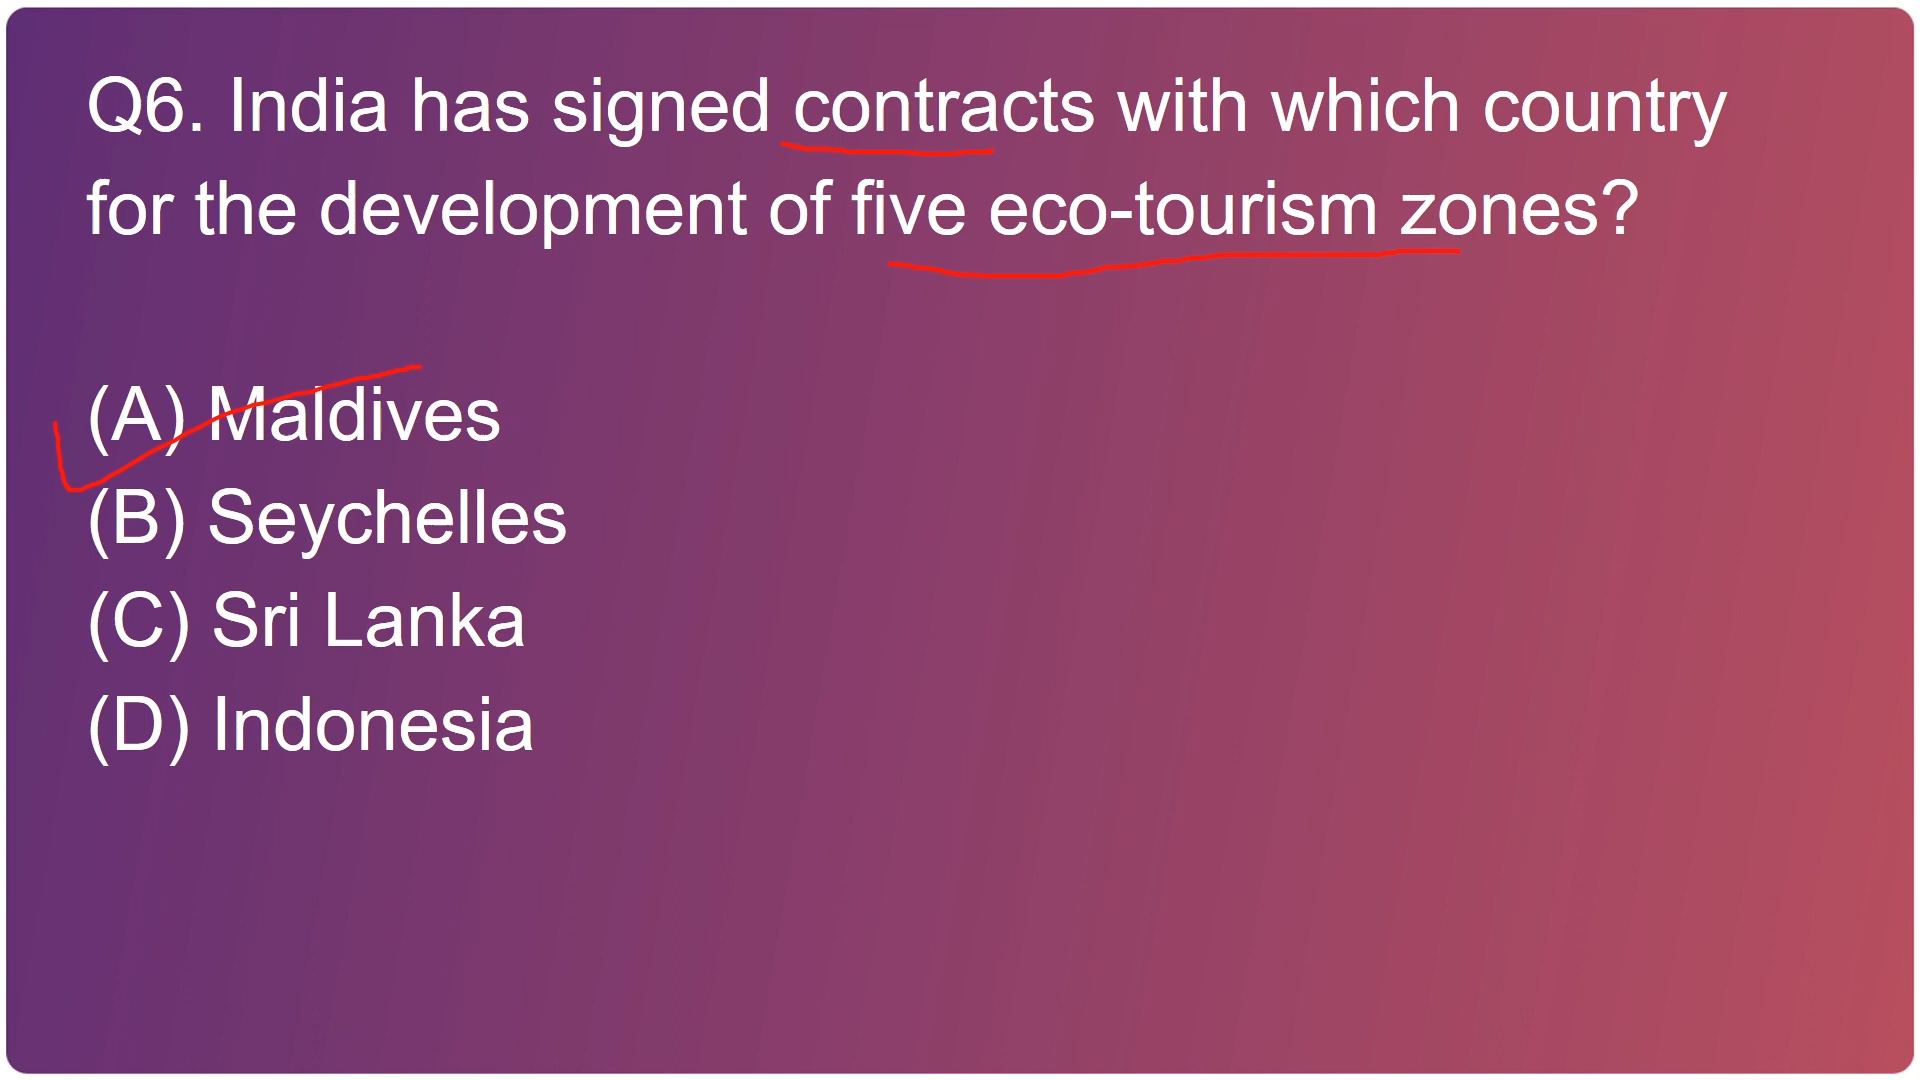 Q6. India has signed contracts with which country
for the development of five eco-tourism zones?
(A) Maldives
(B) Seychelles
(C) Sri Lanka
(D) Indonesia